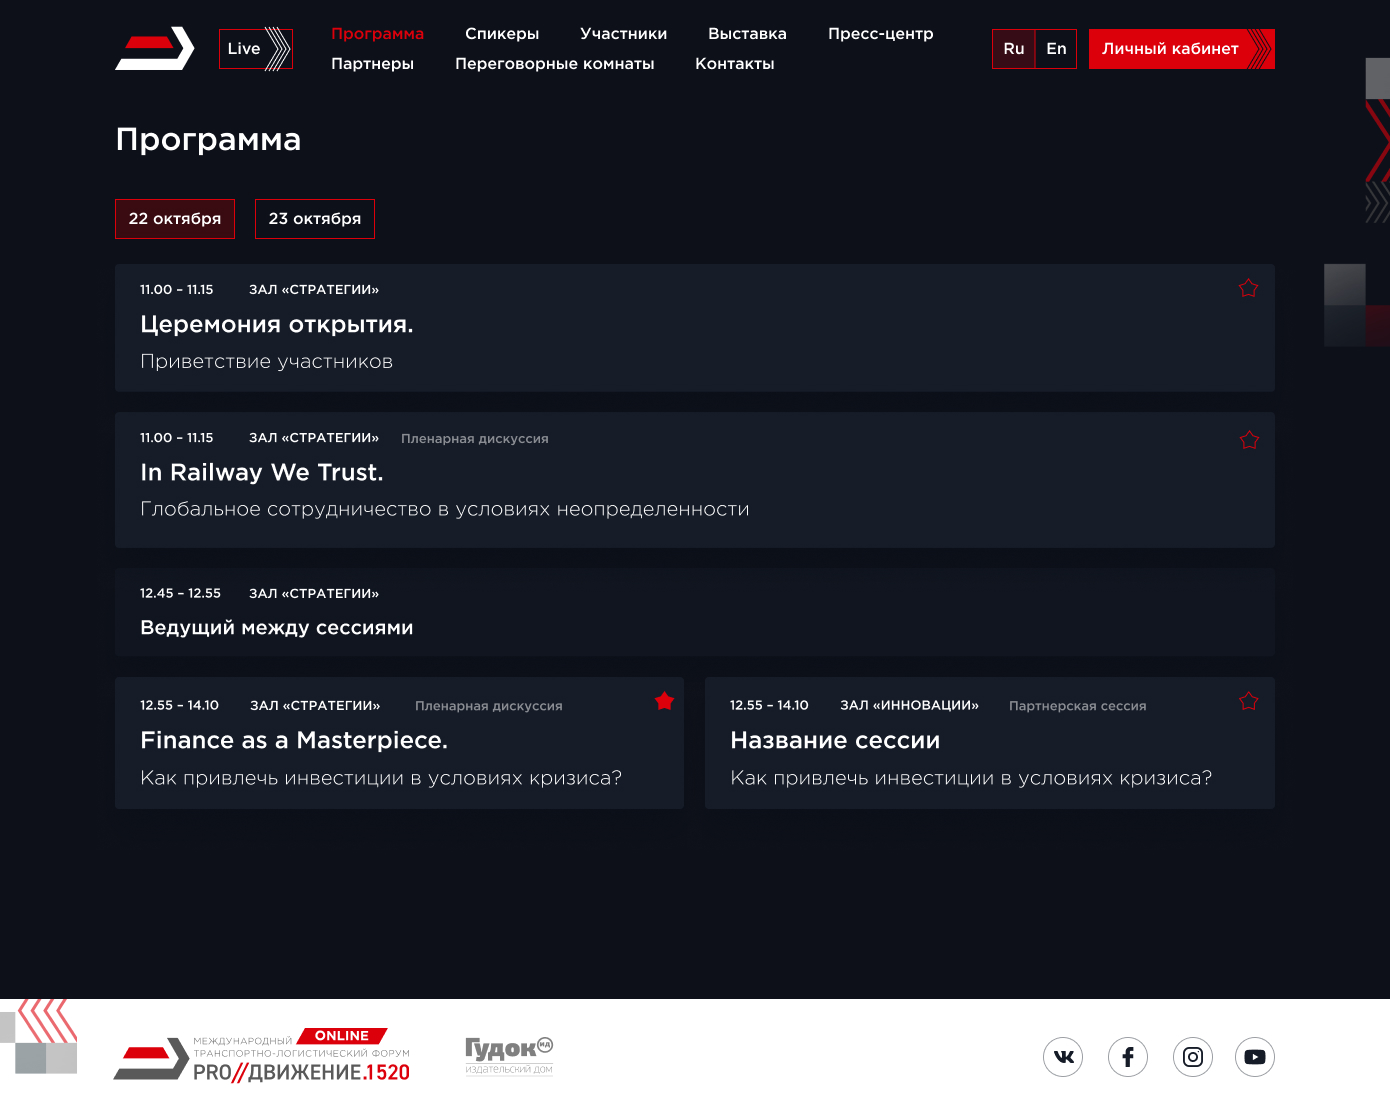 Live
Программа Спикеры Участники Выставка Пресс-центр
Партнеры Переговорные комнаты Контакты
Ru En
Личный кабинет
Программа
22 октября 23 октября
11.00 – 11.15 ЗАЛ «СТРАТЕГИИ»
Церемония открытия.
Приветствие участников
11.00 – 11.15 ЗАЛ «СТРАТЕГИИ» Пленарная дискуссия
In Railway We Trust.
Глобальное сотрудничество в условиях неопределенности
12.45 – 12.55 ЗАЛ «СТРАТЕГИИ»
Ведущий между сессиями
12.55 – 14.10 ЗАЛ «СТРАТЕГИИ» Пленарная дискуссия
Finance as a Masterpiece.
Как привлечь инвестиции в условиях кризиса?
12.55 – 14.10 ЗАЛ «ИННОВАЦИИ» Партнерская сессия
Название сессии
Как привлечь инвестиции в условиях кризиса?
МЕЖДУНАРОДНЫЙ ONLINE
ТРАНСПОРТНО-ЛОГИСТИЧЕСКИЙ ФОРУМ
PRO//ДВИЖЕНИЕ.1520
Гудок ИД
ИЗДАТЕЛЬСКИЙ ДОМ